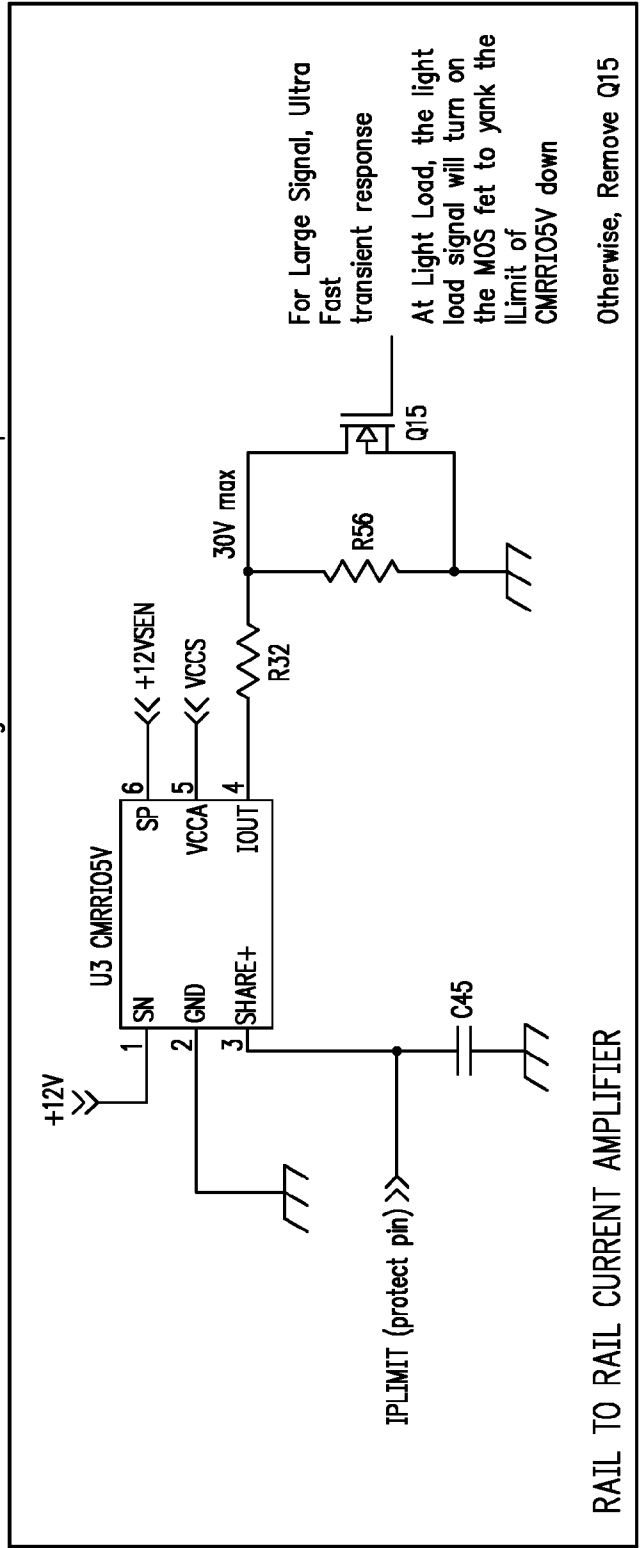 +12V
U3 CMRRIO5V
1
SN
2
GND
3
SHARE+
SP
6
+12VSEN
VCCA
5
VCCS
IOUT
4
R32
30V max
R56
Q15
IPLIMIT (protect pin)
C45
For Large Signal, Ultra
Fast
transient response
At Light Load, the light
load signal will turn on
the MOS fet to yank the
ILimit of
CMRRIO5V down
Otherwise, Remove Q15
RAIL TO RAIL CURRENT AMPLIFIER